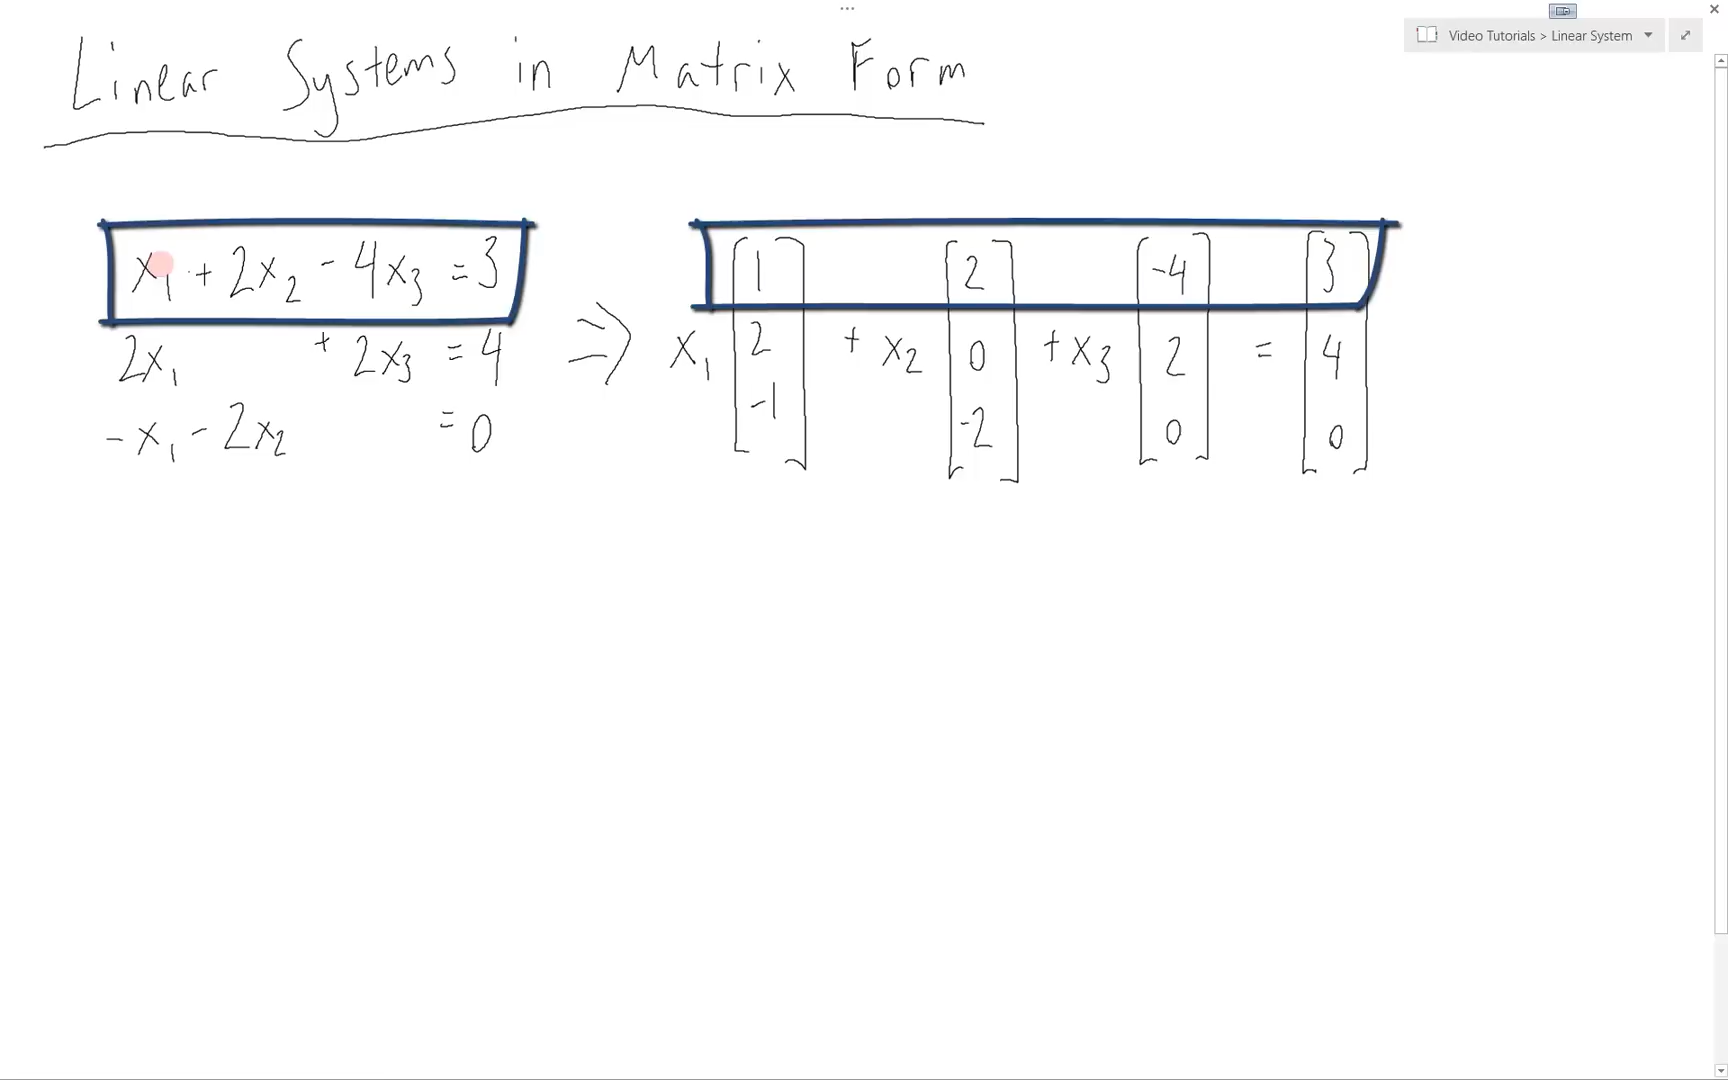 Video Tutorials > Linear System
Linear Systems in Matrix Form
x₁ + 2x₂ - 4x₃ = 3
2x₁ + 2x₃ = 4
-x₁ - 2x₂ = 0
⇒ x₁ [1 2 -1] + x₂ [2 0 -2] + x₃ [-4 2 0] = [3 4 0]